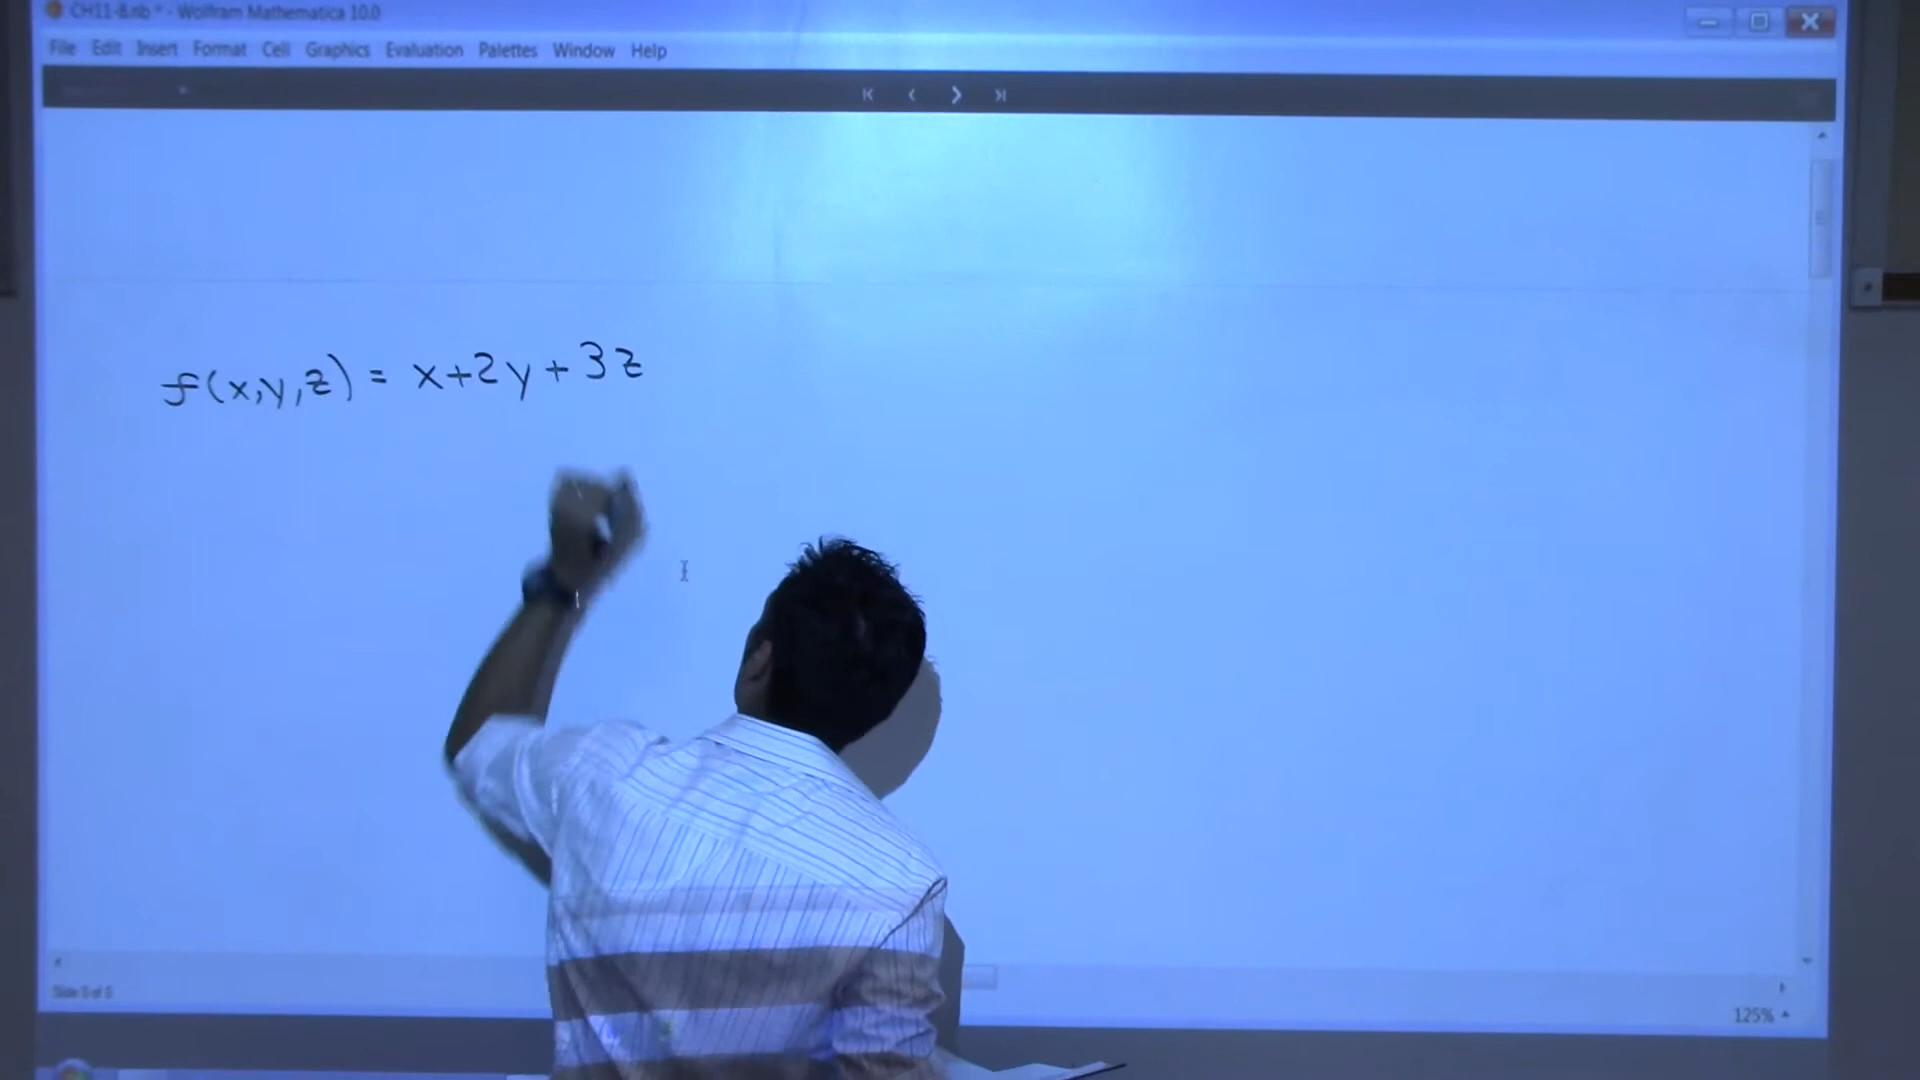 CH11-8.nb * - Wolfram Mathematica 10.0
File Edit Insert Format Cell Graphics Evaluation Palettes Window Help
f(x,y,z) = x+2y+3z
125%